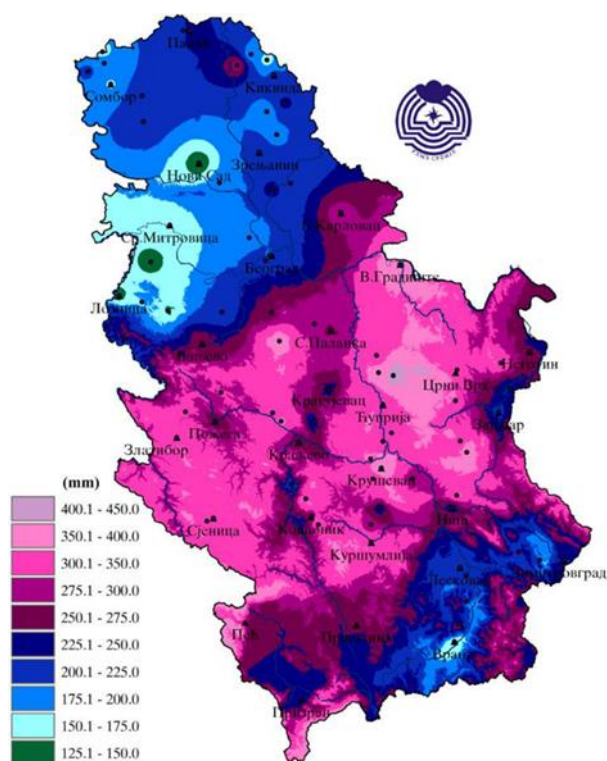 Палић
Кикинда
Сомбор
Зрењанин
Нови Сад
В.Карловац
Ср.Митровица
Београд
В.Градиште
Лозница
С.Паланка
Ваљево
Неготин
Црни Врх
Крагујевац
Ћуприја
Зајечар
Пожега
Златибор
Краљево
Крушевац
(mm)
400.1 - 450.0
Ниш
350.1 - 400.0
Сјеница
Копаоник
300.1 - 350.0
Куршумлија
275.1 - 300.0
Лесковац
Димитровград
250.1 - 275.0
225.1 - 250.0
Пећ
Приштина
Врање
200.1 - 225.0
175.1 - 200.0
Призрен
150.1 - 175.0
125.1 - 150.0